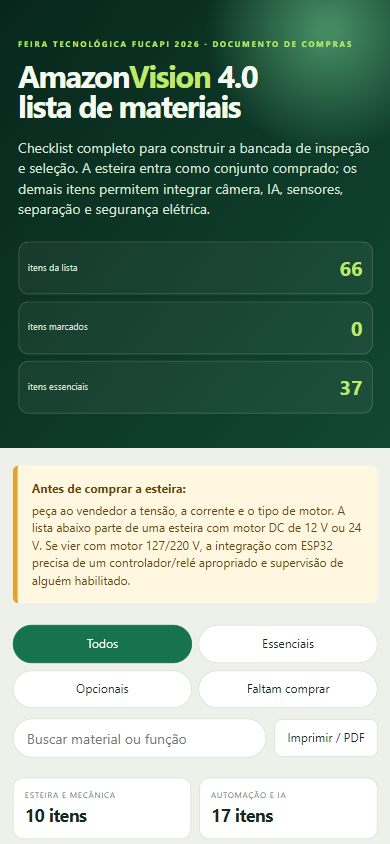 FEIRA TECNOLÓGICA FUCAPI 2026 · DOCUMENTO DE COMPRAS
AmazonVision 4.0
lista de materiais
Checklist completo para construir a bancada de inspeção
e seleção. A esteira entra como conjunto comprado; os
demais itens permitem integrar câmera, IA, sensores,
separação e segurança elétrica.
itens da lista 66
itens marcados 0
itens essenciais 37
Antes de comprar a esteira:
peça ao vendedor a tensão, a corrente e o tipo de motor. A
lista abaixo parte de uma esteira com motor DC de 12 V ou 24
V. Se vier com motor 127/220 V, a integração com ESP32
precisa de um controlador/relé apropriado e supervisão de
alguém habilitado.
Todos Essenciais
Opcionais Faltam comprar
Buscar material ou função Imprimir / PDF
ESTEIRA E MECÂNICA AUTOMAÇÃO E IA
10 itens 17 itens